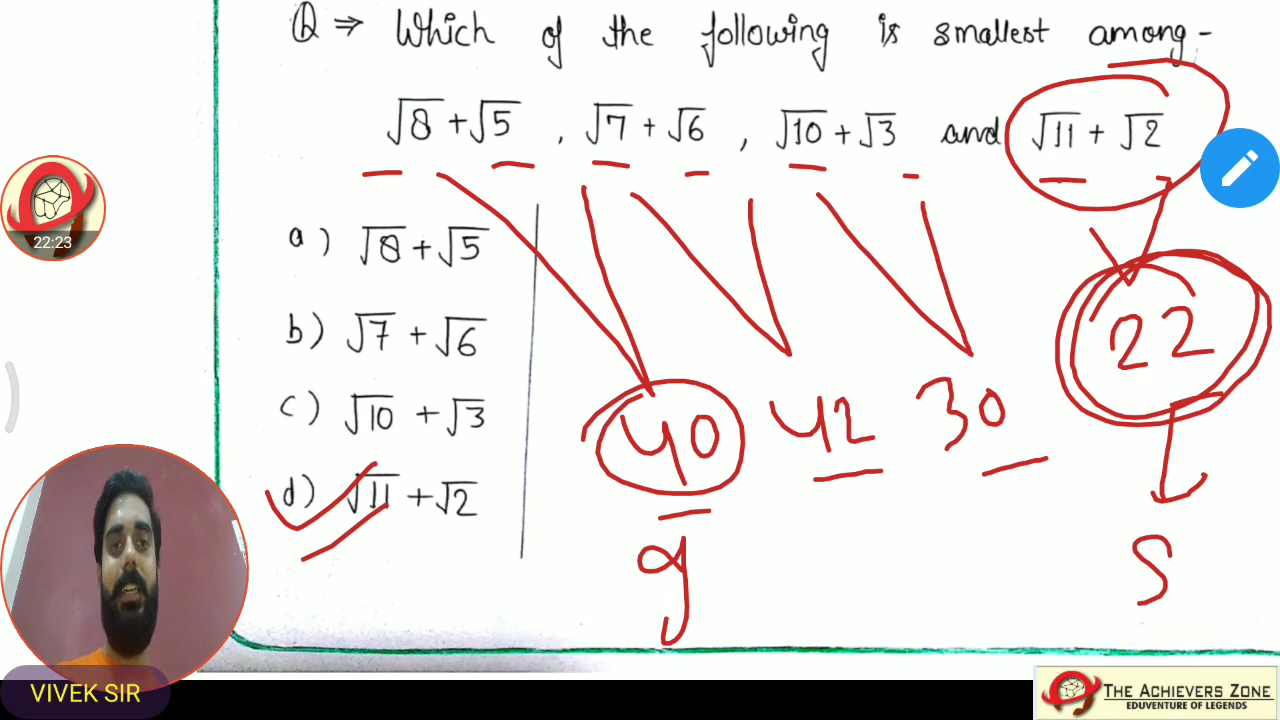 Q ⇒ Which of the following is smallest among-
√8 + √5 , √7 + √6 , √10 + √3 and √11 + √2
a) √8 + √5
b) √7 + √6
c) √10 + √3
d) √11 + √2
40 42 30 22
g S
22:23
VIVEK SIR
THE ACHIEVERS ZONE
EDUVENTURE OF LEGENDS